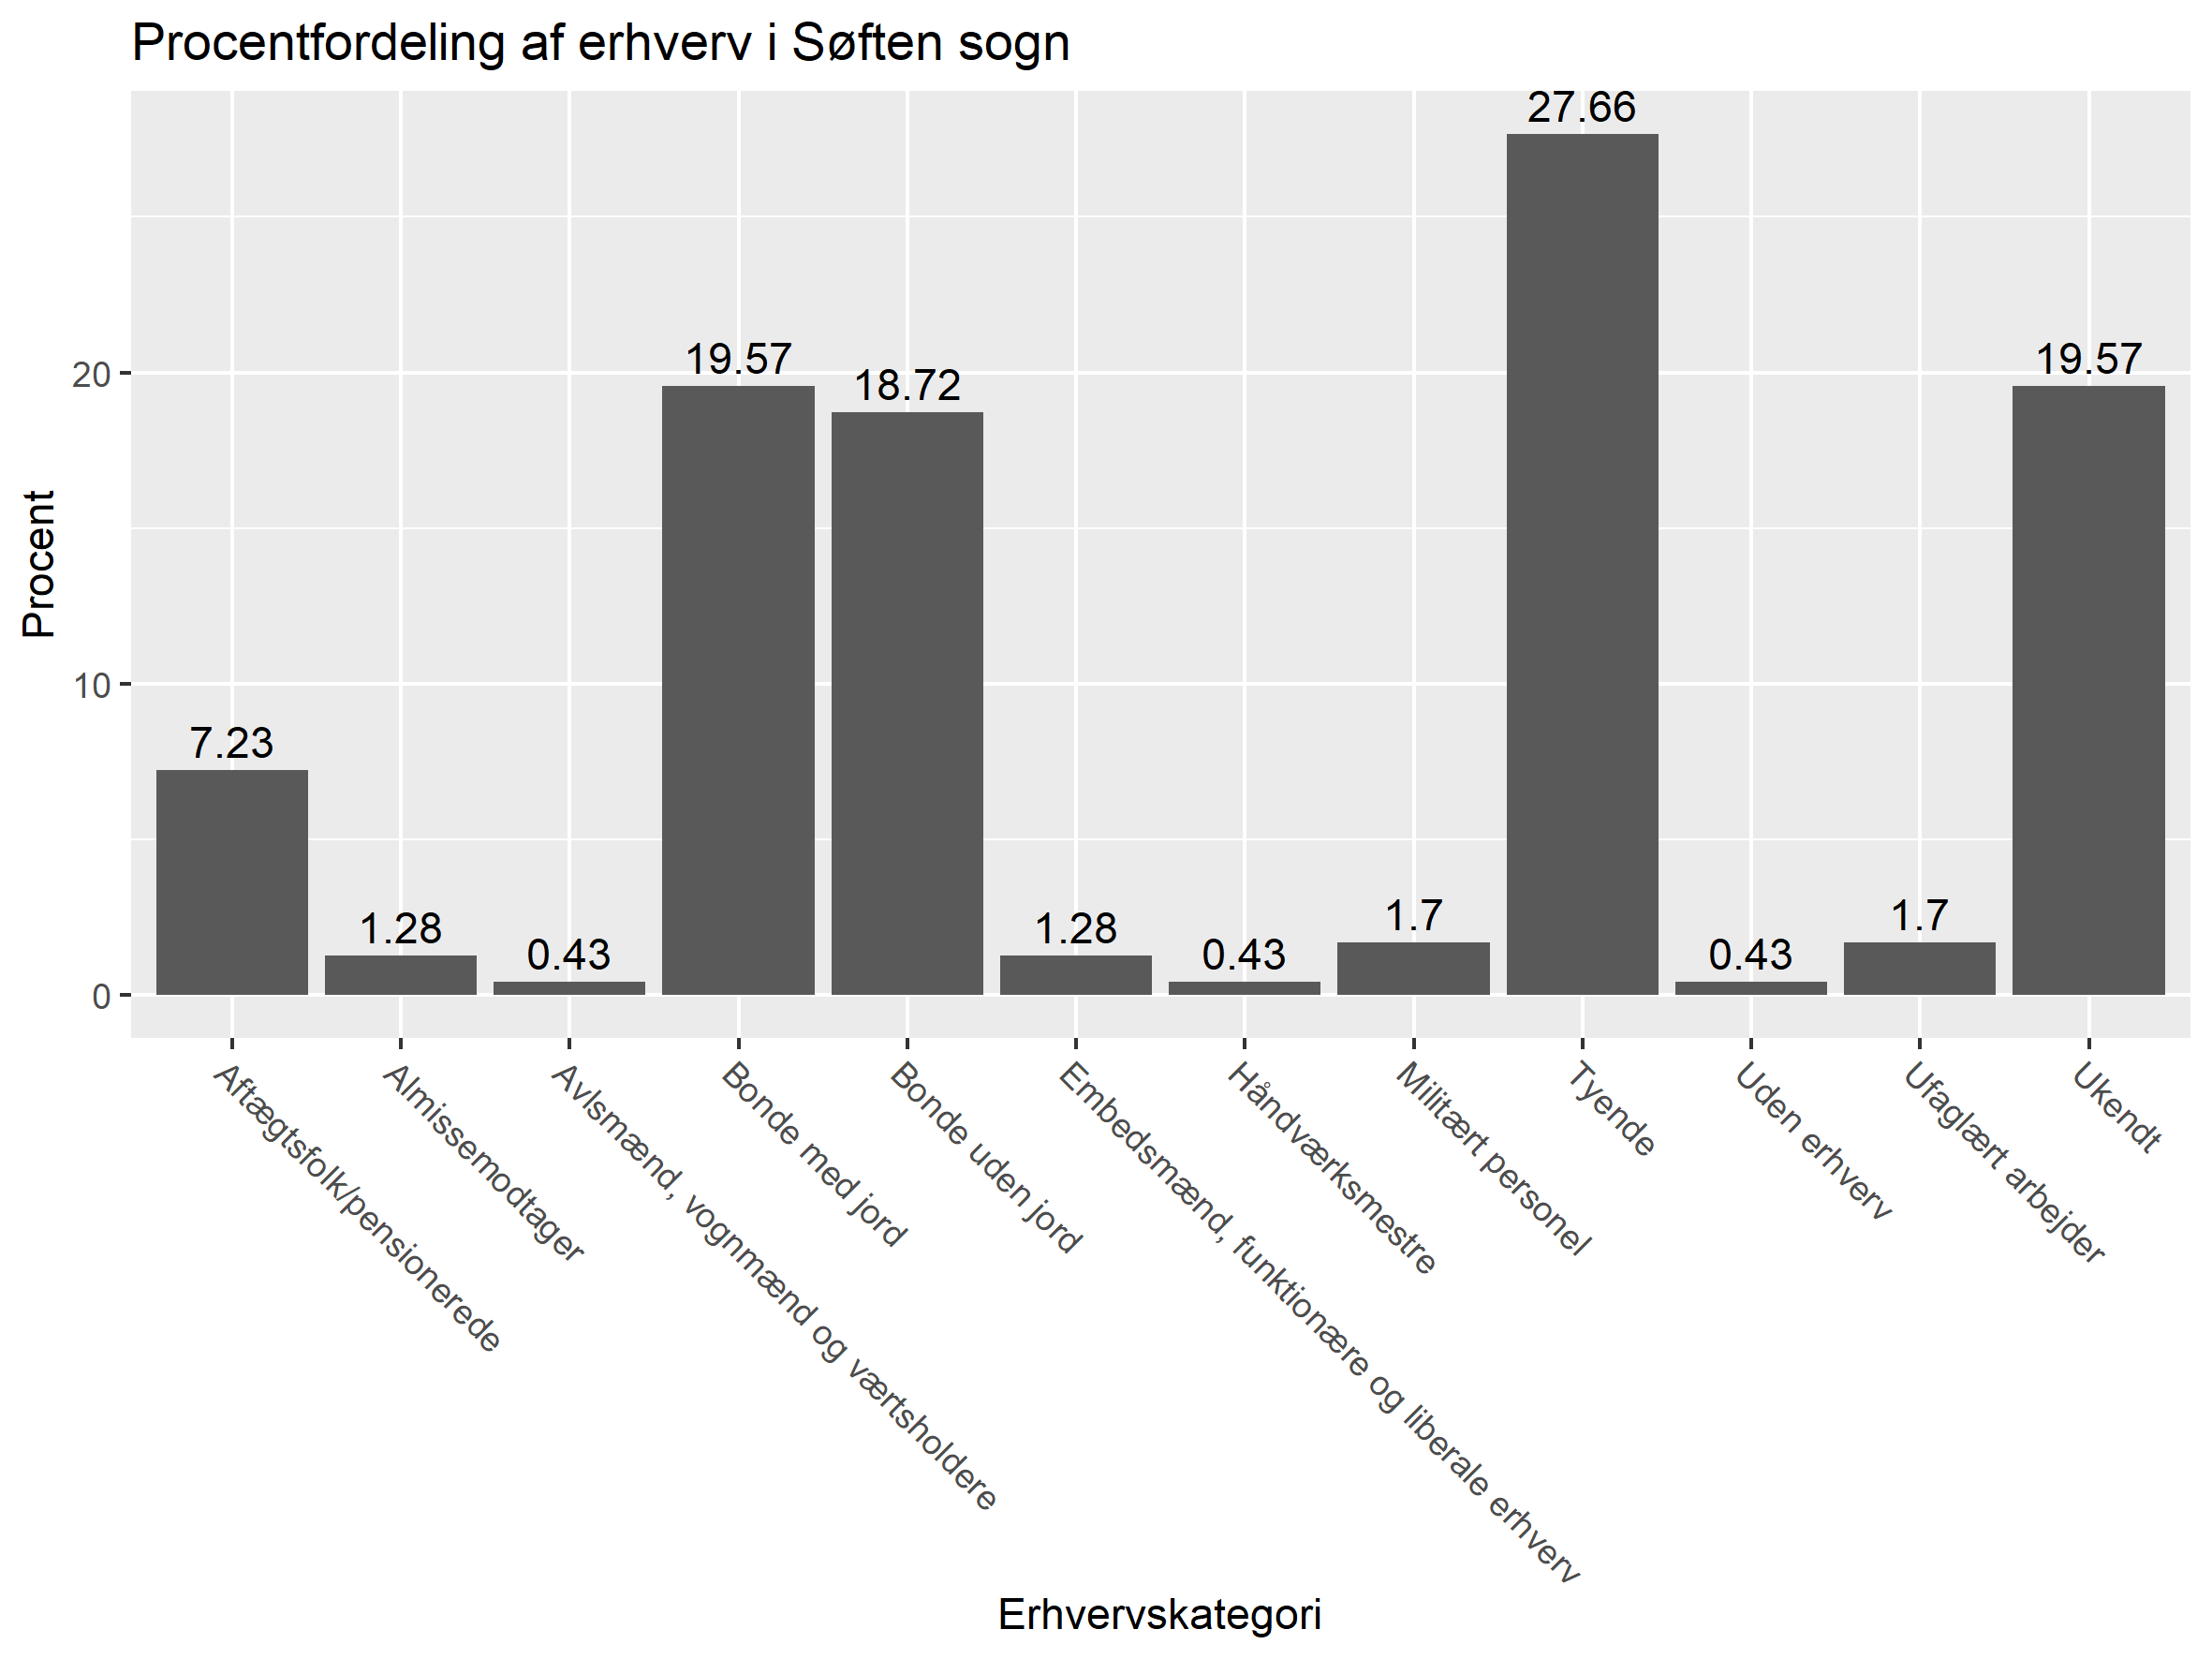 Procentfordeling af erhverv i Søften sogn
Procent
20
10
0
7.23
1.28
0.43
19.57
18.72
1.28
0.43
1.7
27.66
0.43
1.7
19.57
Aftægtsfolk/pensionerede
Almissemodtager
Avlsmænd, vognmænd og værtsholdere
Bonde med jord
Bonde uden jord
Embedsmænd, funktionære og liberale erhverv
Håndværksmestre
Militært personel
Tyende
Uden erhverv
Ufaglært arbejder
Ukendt
Erhvervskategori